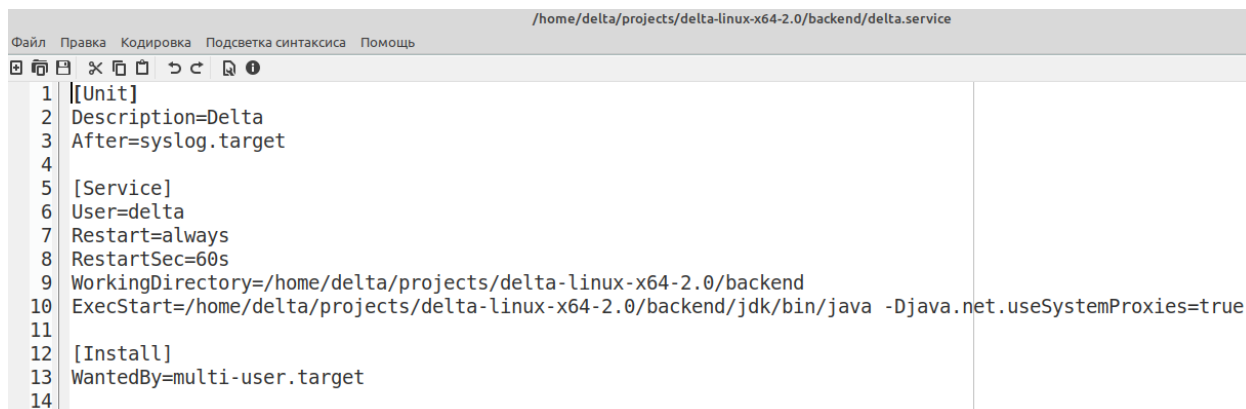 /home/delta/projects/delta-linux-x64-2.0/backend/delta.service
Файл Правка Кодировка Подсветка синтаксиса Помощь
1 [Unit]
2 Description=Delta
3 After=syslog.target
4
5 [Service]
6 User=delta
7 Restart=always
8 RestartSec=60s
9 WorkingDirectory=/home/delta/projects/delta-linux-x64-2.0/backend
10 ExecStart=/home/delta/projects/delta-linux-x64-2.0/backend/jdk/bin/java -Djava.net.useSystemProxies=true
11
12 [Install]
13 WantedBy=multi-user.target
14